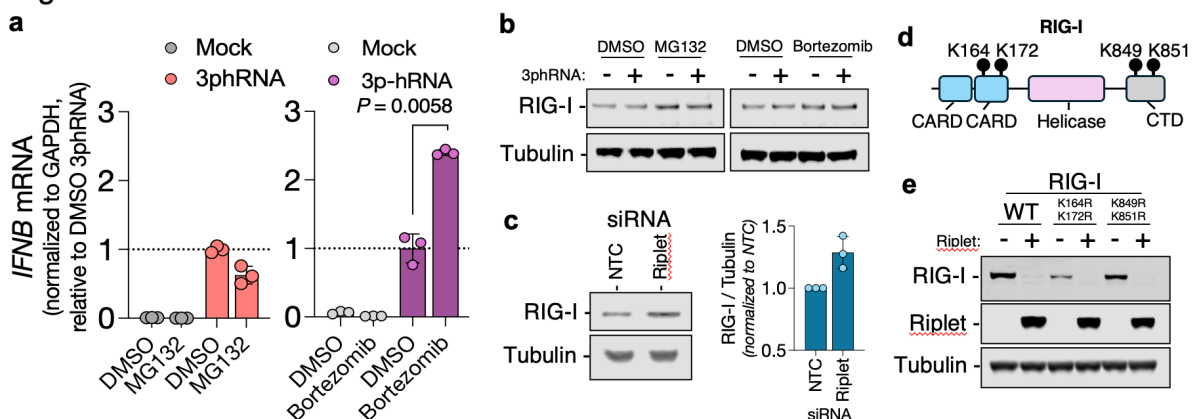 a
Mock
3phRNA
Mock
3p-hRNA
P = 0.0058
IFNB mRNA
(normalized to GAPDH,
relative to DMSO 3phRNA)
3
2
1
0
3
2
1
0
DMSO
MG132
DMSO
MG132
DMSO
Bortezomib
DMSO
Bortezomib
b
DMSO MG132 DMSO Bortezomib
3phRNA: - + - + - + - +
RIG-I -
Tubulin -
c
siRNA
NTC
Riplet
RIG-I -
Tubulin -
RIG-I / Tubulin
(normalized to NTC)
1.5
1.0
0.5
NTC
Riplet
siRNA
d
RIG-I
K164 K172 K849 K851
CARD CARD Helicase CTD
e
RIG-I
WT K164R K172R K849R K851R
Riplet: - + - + - +
RIG-I -
Riplet -
Tubulin -